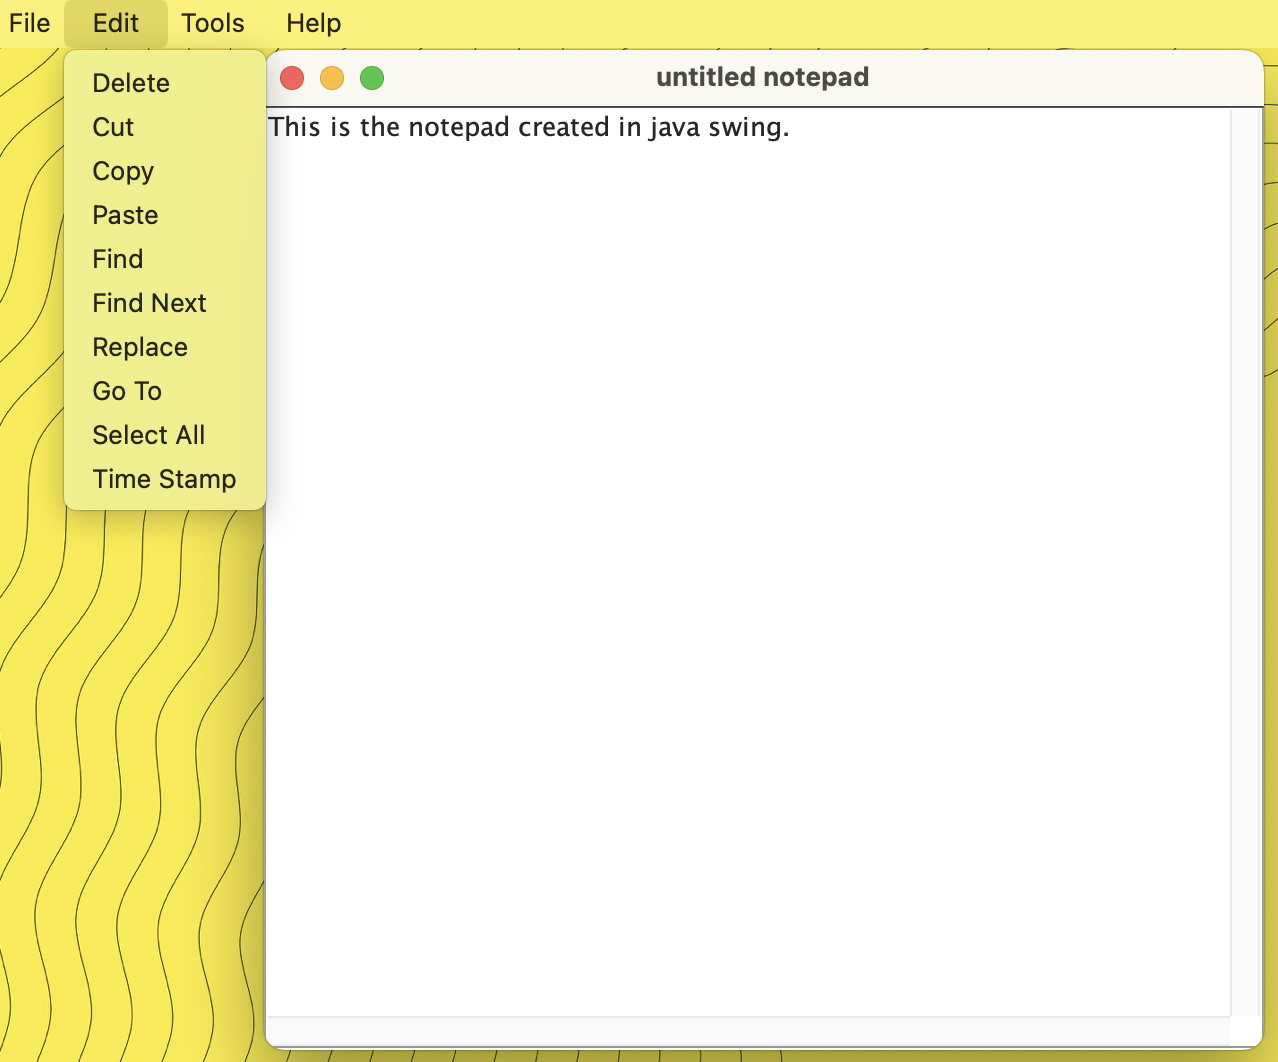 File Edit Tools Help
Delete
Cut
Copy
Paste
Find
Find Next
Replace
Go To
Select All
Time Stamp
untitled notepad
This is the notepad created in java swing.